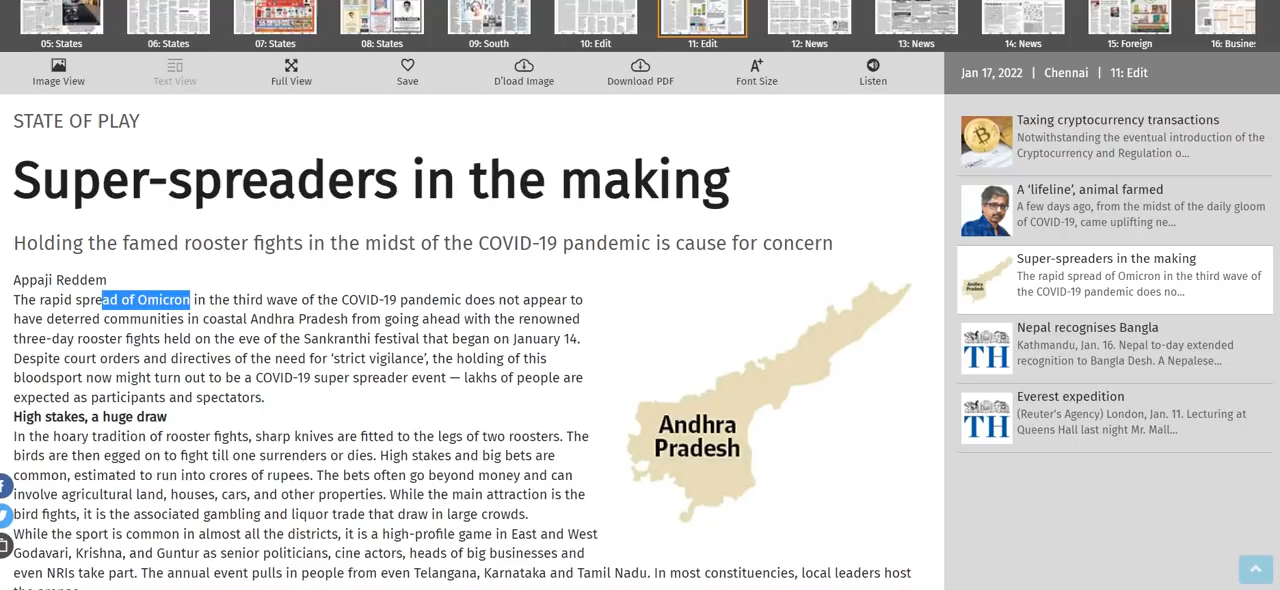 05: States
06: States
07: States
08: States
09: South
10: Edit
11: Edit
12: News
13: News
14: News
15: Foreign
16: Busine
Image View
Text View
Full View
Save
D'load Image
Download PDF
Font Size
Listen
Jan 17, 2022 | Chennai | 11: Edit
STATE OF PLAY
Super-spreaders in the making
Holding the famed rooster fights in the midst of the COVID-19 pandemic is cause for concern
Appaji Reddem
The rapid spread of Omicron in the third wave of the COVID-19 pandemic does not appear to
have deterred communities in coastal Andhra Pradesh from going ahead with the renowned
three-day rooster fights held on the eve of the Sankranthi festival that began on January 14.
Despite court orders and directives of the need for ‘strict vigilance’, the holding of this
bloodsport now might turn out to be a COVID-19 super spreader event — lakhs of people are
expected as participants and spectators.
High stakes, a huge draw
In the hoary tradition of rooster fights, sharp knives are fitted to the legs of two roosters. The
birds are then egged on to fight till one surrenders or dies. High stakes and big bets are
common, estimated to run into crores of rupees. The bets often go beyond money and can
involve agricultural land, houses, cars, and other properties. While the main attraction is the
bird fights, it is the associated gambling and liquor trade that draw in large crowds.
While the sport is common in almost all the districts, it is a high-profile game in East and West
Godavari, Krishna, and Guntur as senior politicians, cine actors, heads of big businesses and
even NRIs take part. The annual event pulls in people from even Telangana, Karnataka and Tamil Nadu. In most constituencies, local leaders host
Andhra
Pradesh
Taxing cryptocurrency transactions
Notwithstanding the eventual introduction of the
Cryptocurrency and Regulation o...
A ‘lifeline’, animal farmed
A few days ago, from the midst of the daily gloom
of COVID-19, came uplifting ne...
Andhra
Pradesh
Super-spreaders in the making
The rapid spread of Omicron in the third wave of
the COVID-19 pandemic does no...
TH
Nepal recognises Bangla
Kathmandu, Jan. 16. Nepal to-day extended
recognition to Bangla Desh. A Nepalese...
TH
Everest expedition
(Reuter's Agency) London, Jan. 11. Lecturing at
Queens Hall last night Mr. Mall...